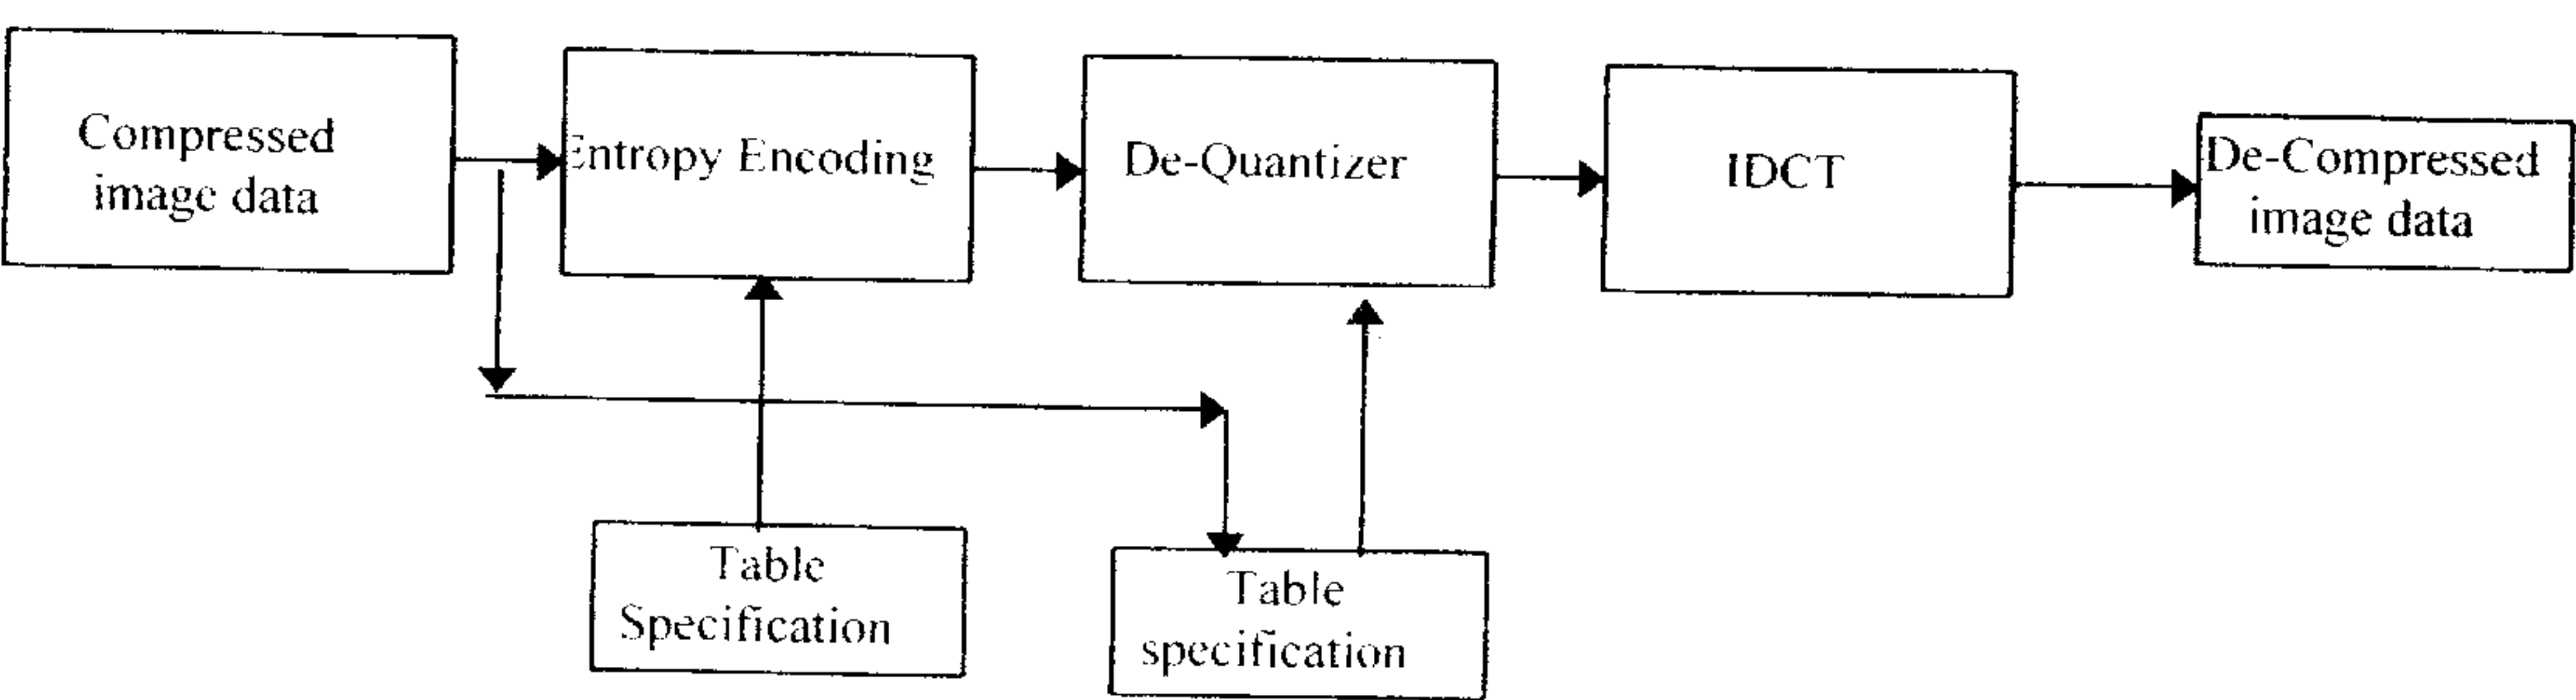 Compressed
image data
Entropy Encoding
De-Quantizer
IDCT
De-Compressed
image data
Table
Specification
Table
specification